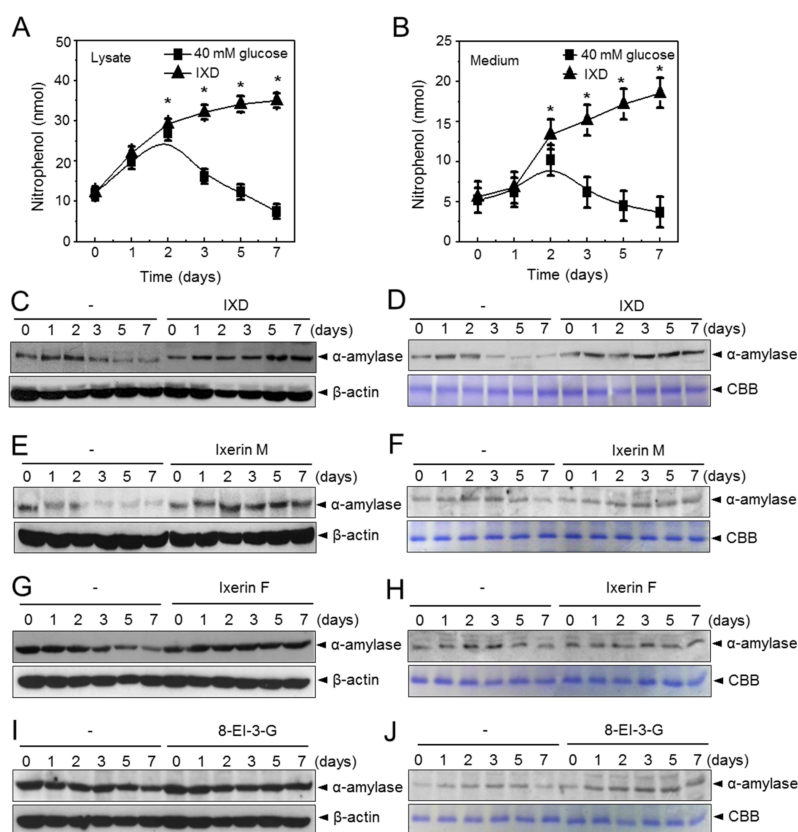 A
Lysate
40 mM glucose
IXD
Nitrophenol (nmol)
50
40
30
20
10
0
* * * * *
0 1 2 3 5 7
Time (days)
B
Medium
40 mM glucose
IXD
Nitrophenol (nmol)
25
20
15
10
5
0
* * * *
0 1 2 3 5 7
Time (days)
C
- IXD
0 1 2 3 5 7 0 1 2 3 5 7 (days)
α-amylase
β-actin
D
- IXD
0 1 2 3 5 7 0 1 2 3 5 7 (days)
α-amylase
CBB
E
- Ixerin M
0 1 2 3 5 7 0 1 2 3 5 7 (days)
α-amylase
β-actin
F
- Ixerin M
0 1 2 3 5 7 0 1 2 3 5 7 (days)
α-amylase
CBB
G
- Ixerin F
0 1 2 3 5 7 0 1 2 3 5 7 (days)
α-amylase
β-actin
H
- Ixerin F
0 1 2 3 5 7 0 1 2 3 5 7 (days)
α-amylase
CBB
I
- 8-EI-3-G
0 1 2 3 5 7 0 1 2 3 5 7 (days)
α-amylase
β-actin
J
- 8-EI-3-G
0 1 2 3 5 7 0 1 2 3 5 7 (days)
α-amylase
CBB